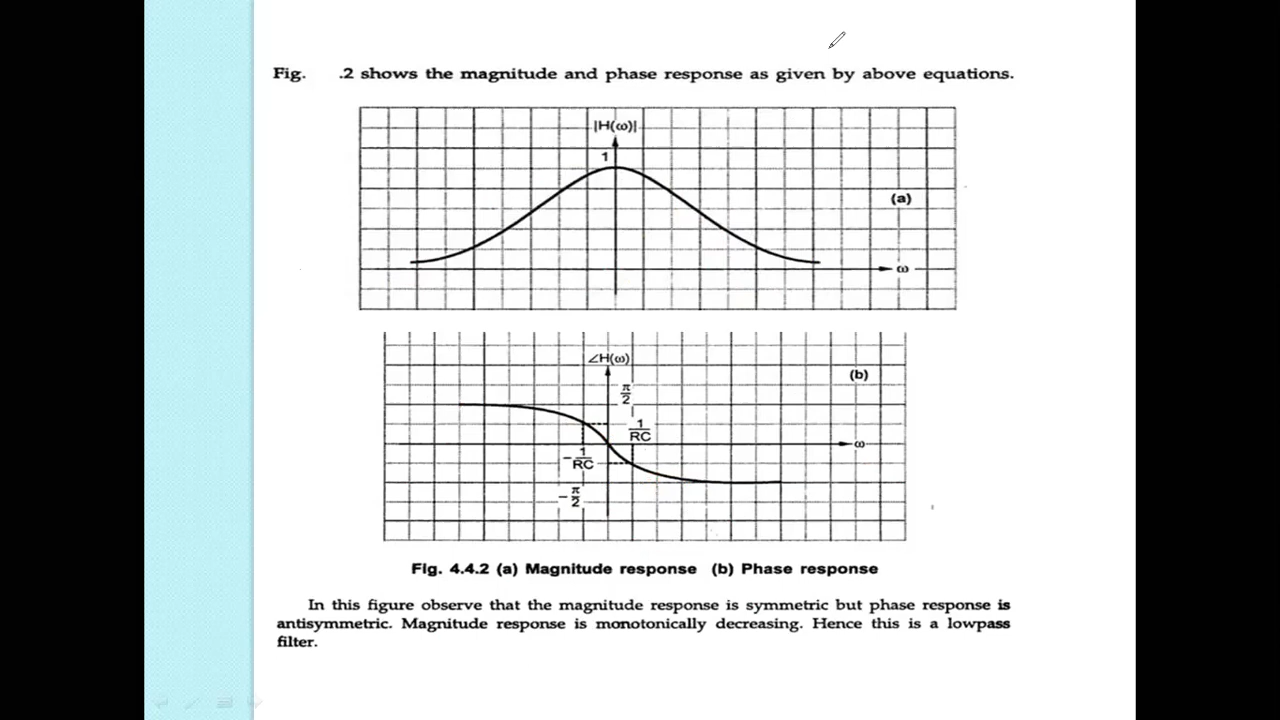 Fig. .2 shows the magnitude and phase response as given by above equations.
|H(ω)|
1
(a)
ω
∠H(ω)
(b)
π/2
1/RC
ω
-1/RC
-π/2
Fig. 4.4.2 (a) Magnitude response (b) Phase response
In this figure observe that the magnitude response is symmetric but phase response is
antisymmetric. Magnitude response is monotonically decreasing. Hence this is a lowpass
filter.